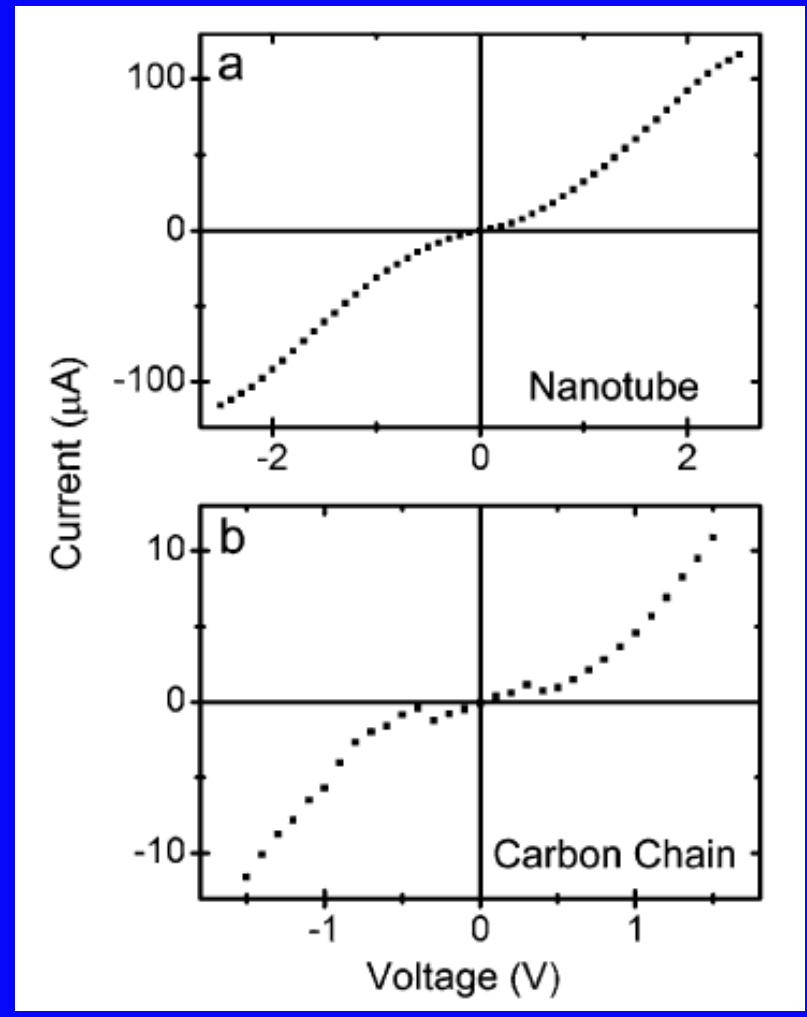 a
100
0
-100
Nanotube
-2 0 2
Current (μA)
b
10
0
-10
Carbon Chain
-1 0 1
Voltage (V)